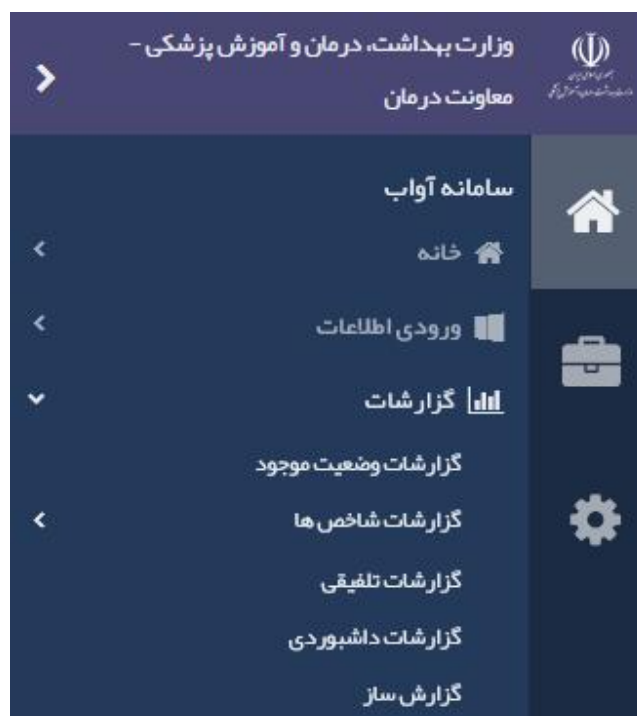 وزارت بهداشت، درمان و آموزش پزشکی -
معاونت درمان
سامانه آواب
خانه
ورودی اطلاعات
گزارشات
گزارشات وضعیت موجود
گزارشات شاخص ها
گزارشات تلفیقی
گزارشات داشبوردی
گزارش ساز